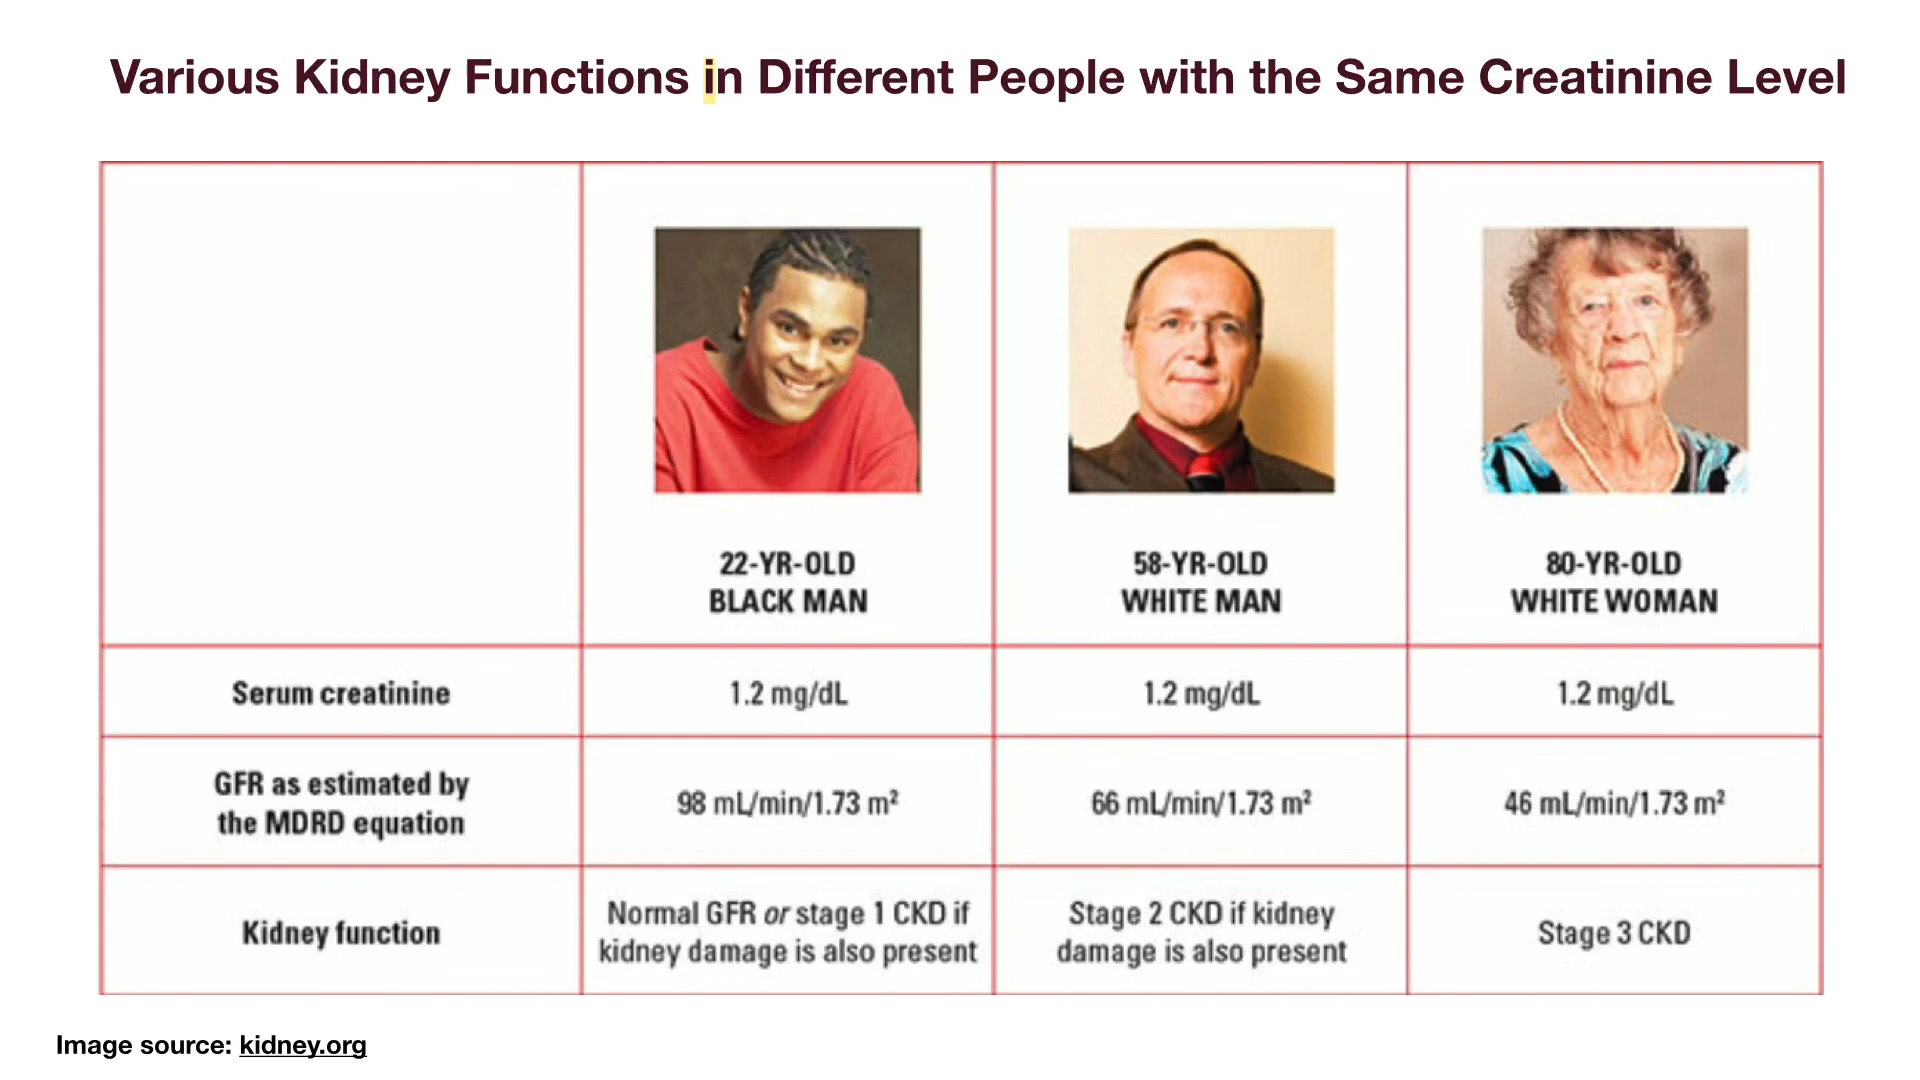 Various Kidney Functions in Different People with the Same Creatinine Level
22-YR-OLD
BLACK MAN
58-YR-OLD
WHITE MAN
80-YR-OLD
WHITE WOMAN
Serum creatinine
1.2 mg/dL
1.2 mg/dL
1.2 mg/dL
GFR as estimated by
the MDRD equation
98 mL/min/1.73 m²
66 mL/min/1.73 m²
46 mL/min/1.73 m²
Kidney function
Normal GFR or stage 1 CKD if
kidney damage is also present
Stage 2 CKD if kidney
damage is also present
Stage 3 CKD
Image source: kidney.org